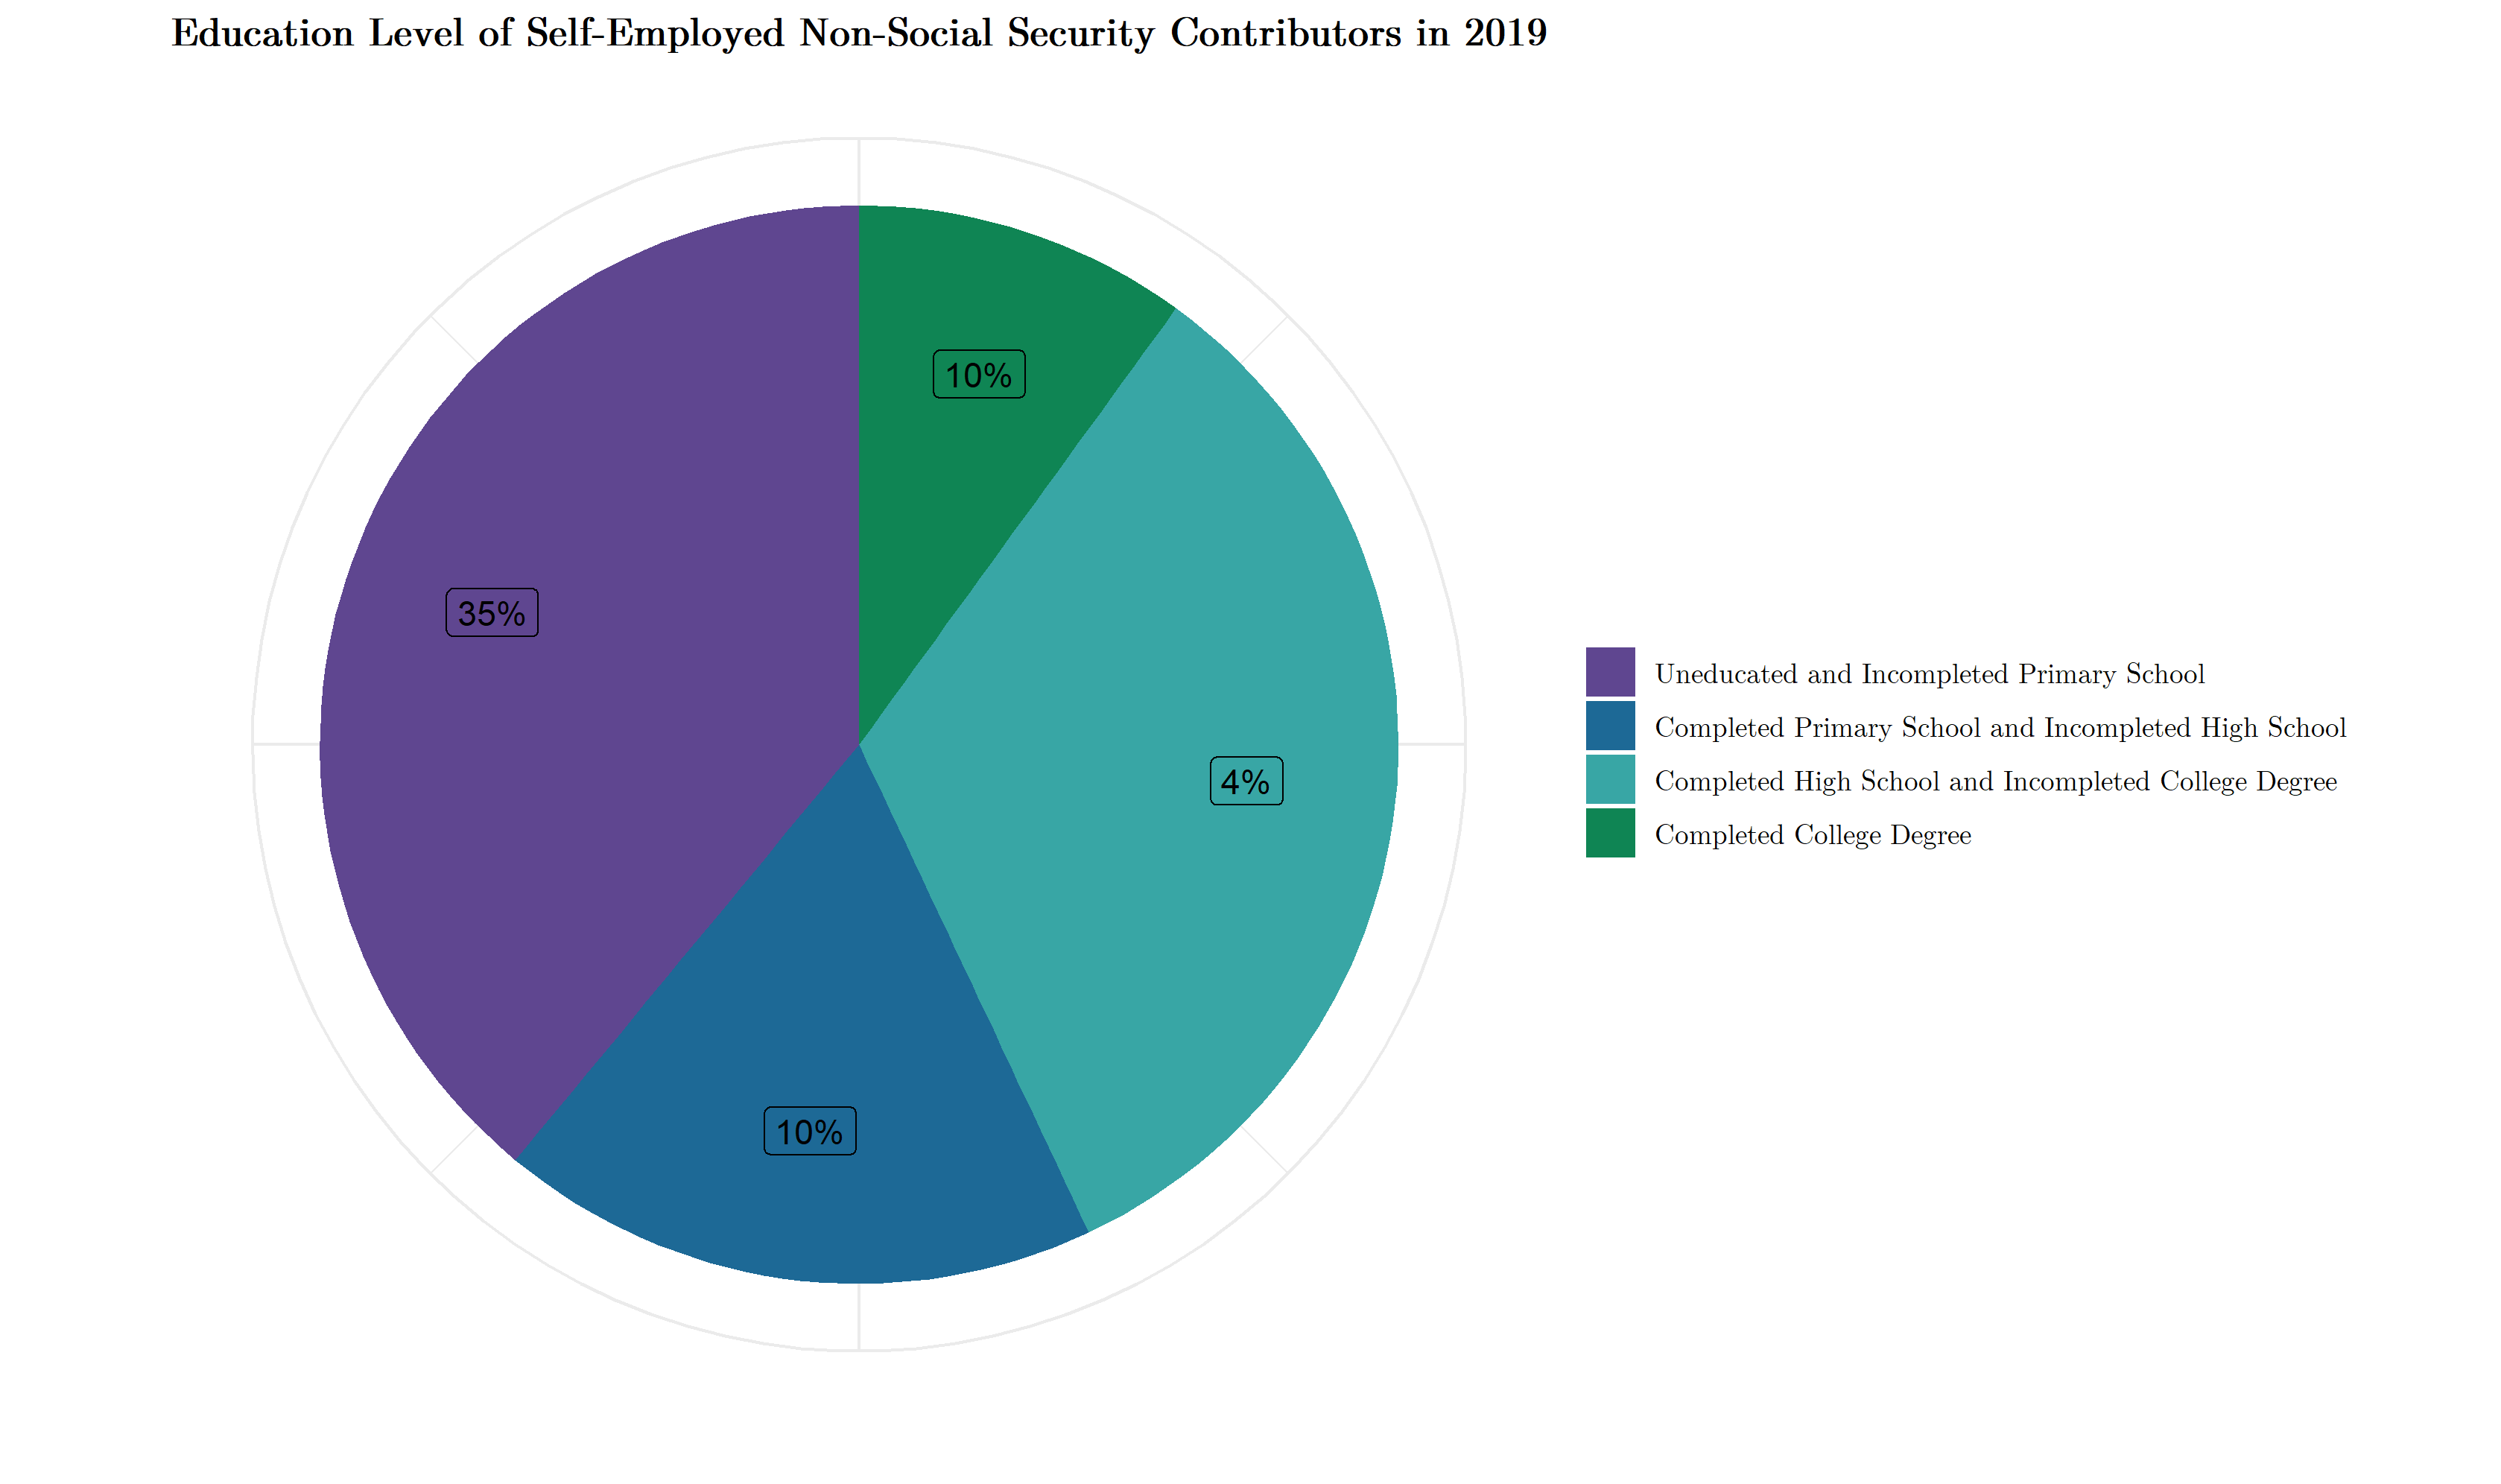 Education Level of Self-Employed Non-Social Security Contributors in 2019
10%
35%
4%
10%
Uneducated and Incompleted Primary School
Completed Primary School and Incompleted High School
Completed High School and Incompleted College Degree
Completed College Degree